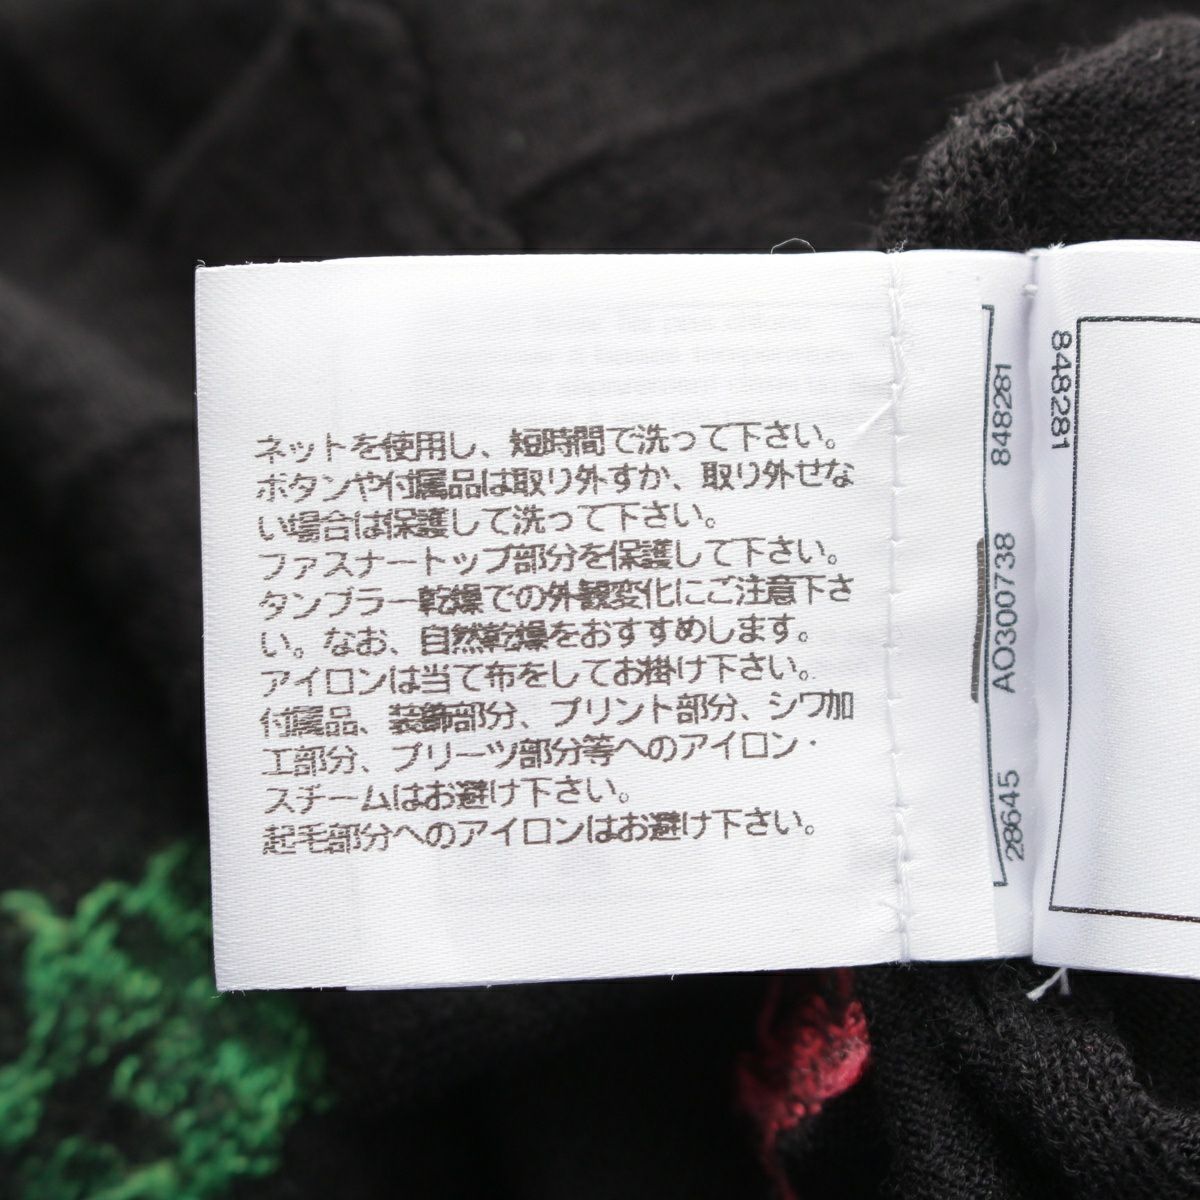 ネットを使用し、短時間で洗って下さい。
ボタンや付属品は取り外すか、取り外せな
い場合は保護して洗って下さい。
ファスナートップ部分を保護して下さい。
タンブラー乾燥での外観変化にご注意下さ
い。なお、自然乾燥をおすすめします。
アイロンは当て布をしてお掛け下さい。
付属品、装飾部分、プリント部分、シワ加
工部分、プリーツ部分等へのアイロン・
スチームはお避け下さい。
起毛部分へのアイロンはお避け下さい。
28645 AO300738 848281
848281